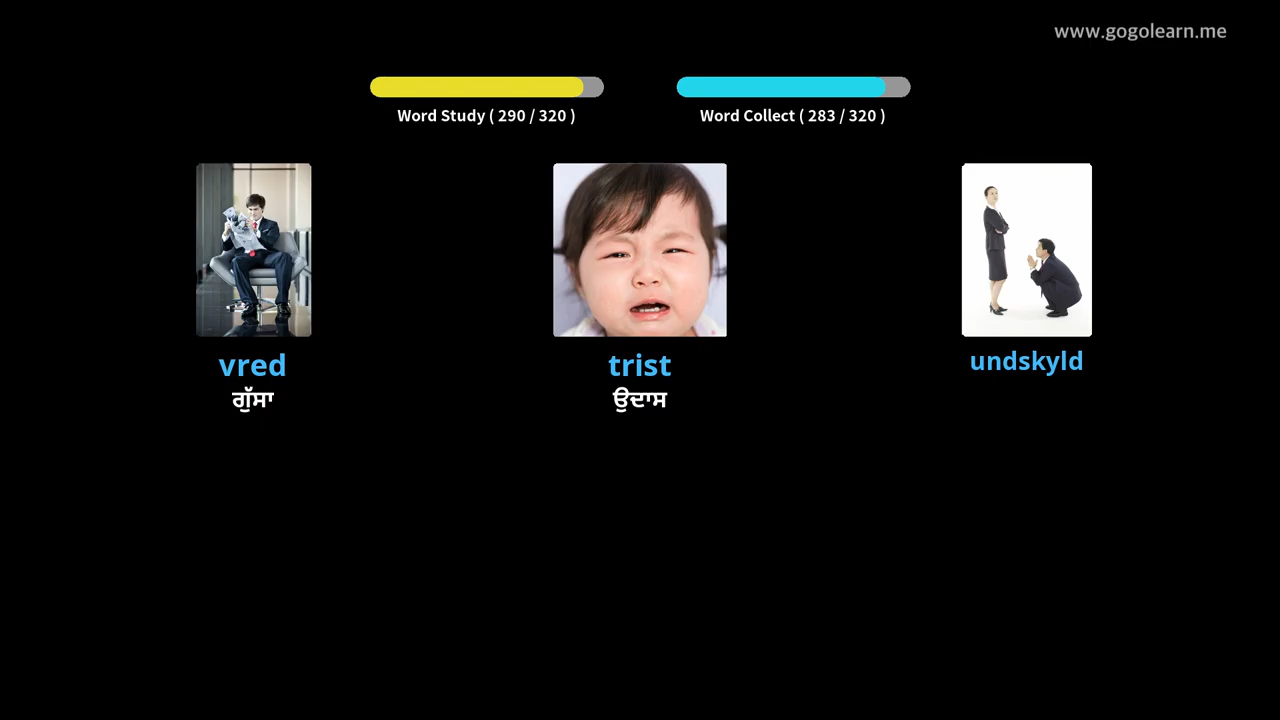 www.gogolearn.me
Word Study ( 290 / 320 )
Word Collect ( 283 / 320 )
vred
trist
undskyld
ਗੁੱਸਾ
ਉਦਾਸ